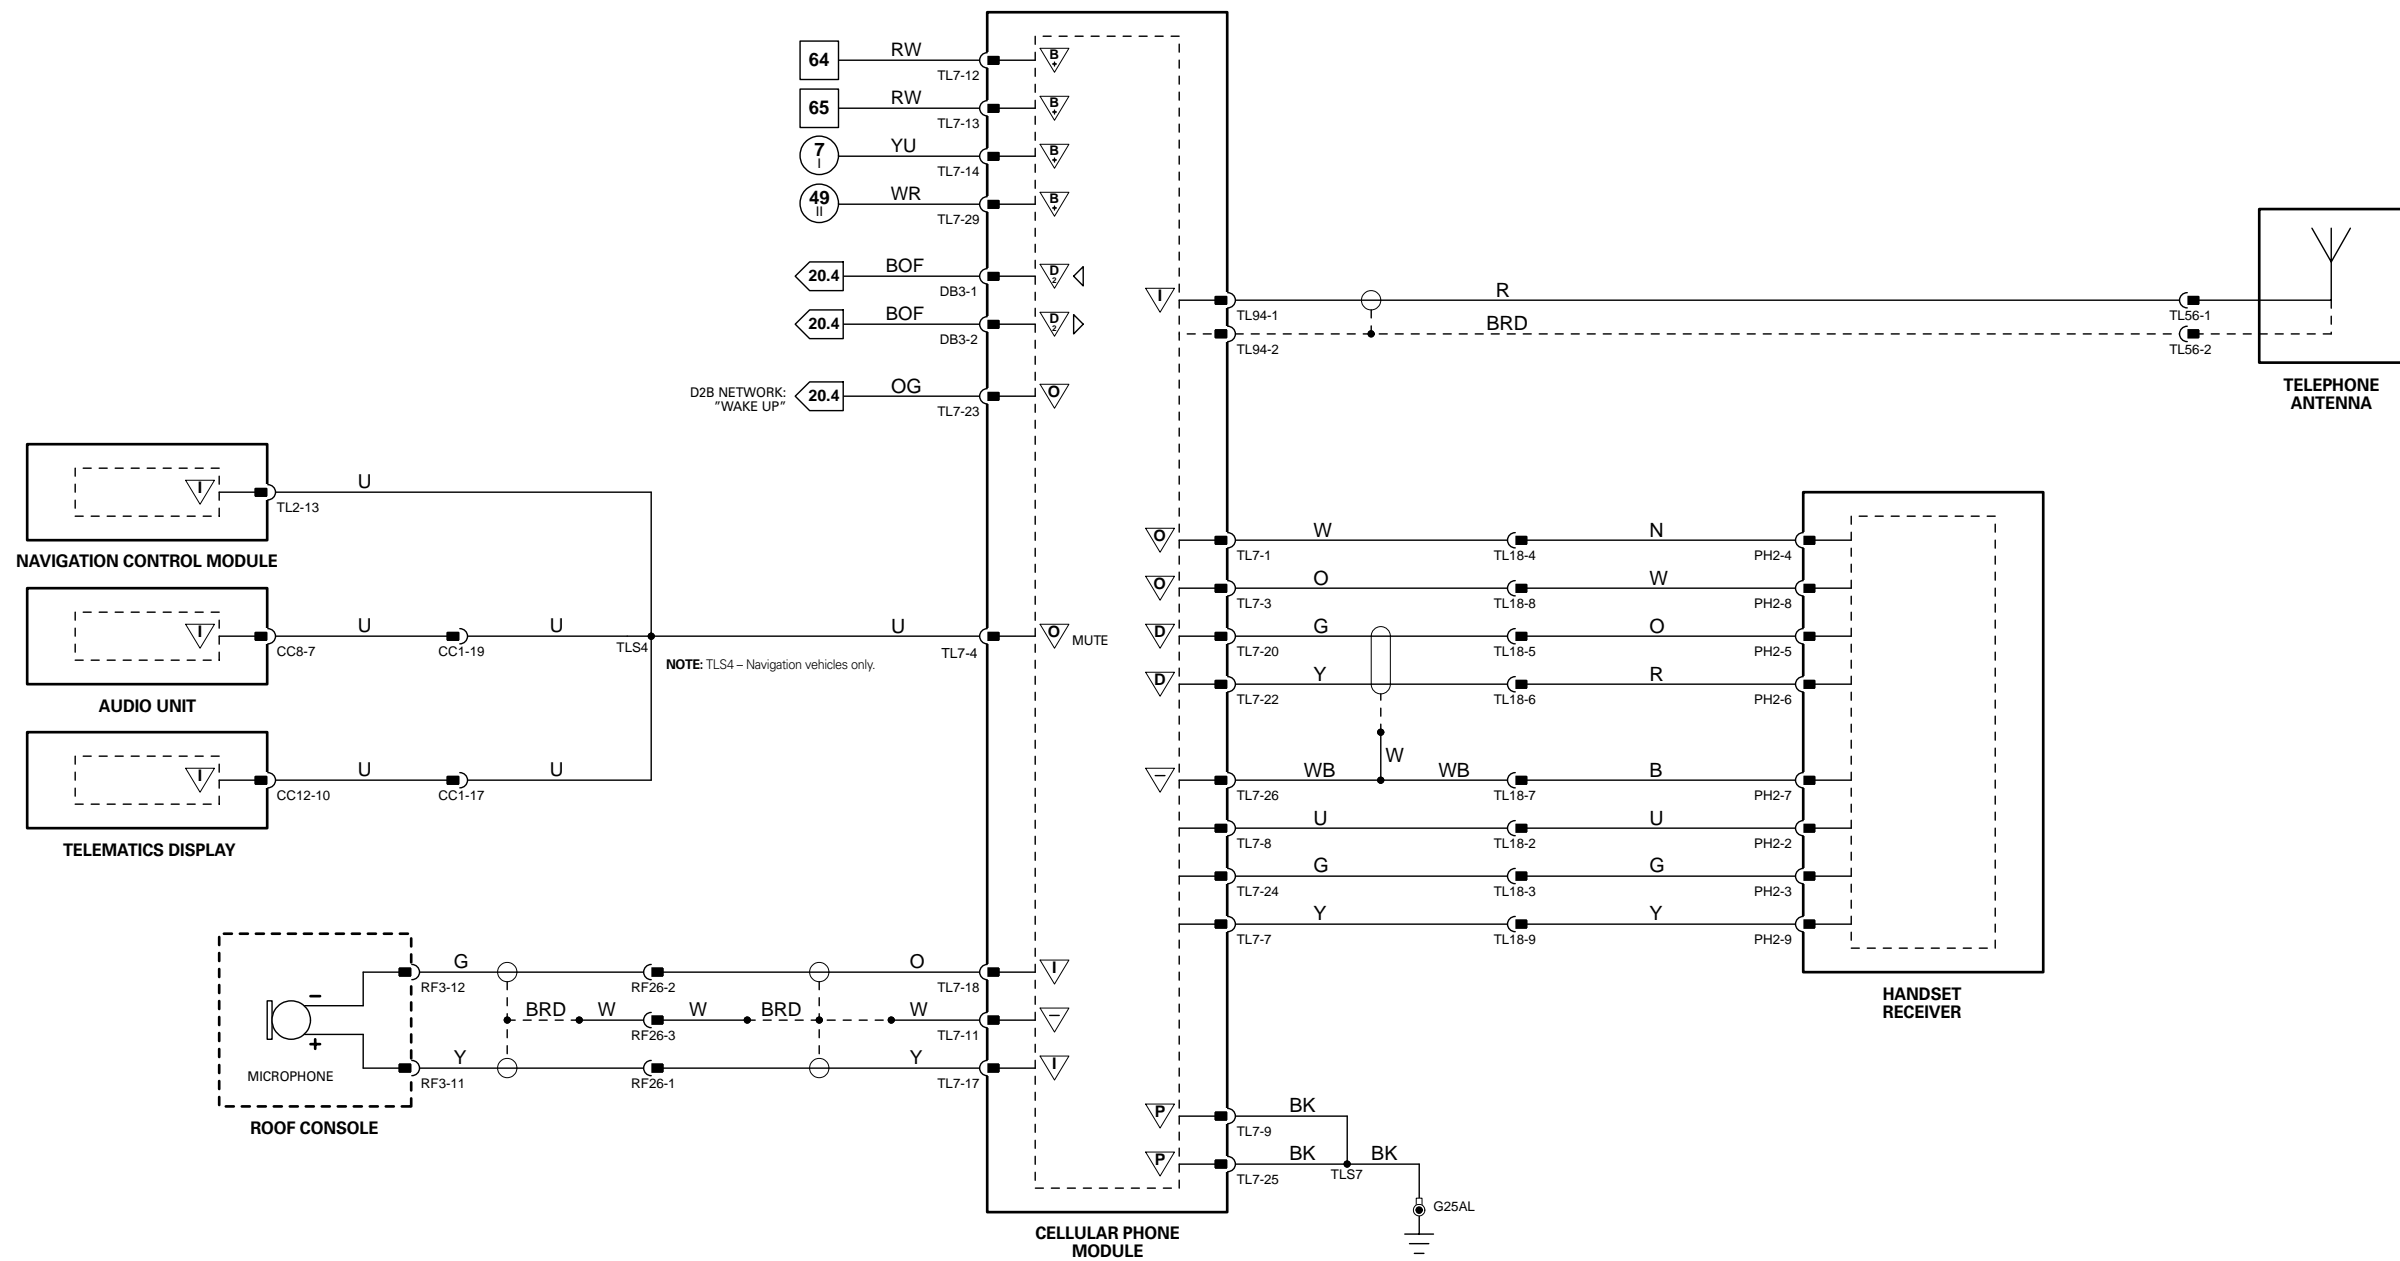 64 RW TL7-12 B+
65 RW TL7-13 B+
7 I YU TL7-14 B+
49 II WR TL7-29 B+
20.4 BOF DB3-1 D2
20.4 BOF DB3-2 D2
D2B NETWORK:
"WAKE UP"
20.4 OG TL7-23 O
I TL94-1 R TL56-1
TL94-2 BRD TL56-2
TELEPHONE
ANTENNA
I TL2-13 U
NAVIGATION CONTROL MODULE
I CC8-7 U CC1-19 U TLS4 U TL7-4 O MUTE
NOTE: TLS4 – Navigation vehicles only.
AUDIO UNIT
I CC12-10 U CC1-17 U
TELEMATICS DISPLAY
O TL7-1 W TL18-4 N PH2-4
O TL7-3 O TL18-8 W PH2-8
D TL7-20 G TL18-5 O PH2-5
D TL7-22 Y TL18-6 R PH2-6
W
– TL7-26 WB WB TL18-7 B PH2-7
TL7-8 U TL18-2 U PH2-2
TL7-24 G TL18-3 G PH2-3
TL7-7 Y TL18-9 Y PH2-9
HANDSET
RECEIVER
– RF3-12 G RF26-2 O TL7-18 I
BRD W RF26-3 W BRD W TL7-11 –
+ RF3-11 Y RF26-1 Y TL7-17 I
MICROPHONE
ROOF CONSOLE
P TL7-9 BK
P TL7-25 BK TLS7 BK
G25AL
CELLULAR PHONE
MODULE